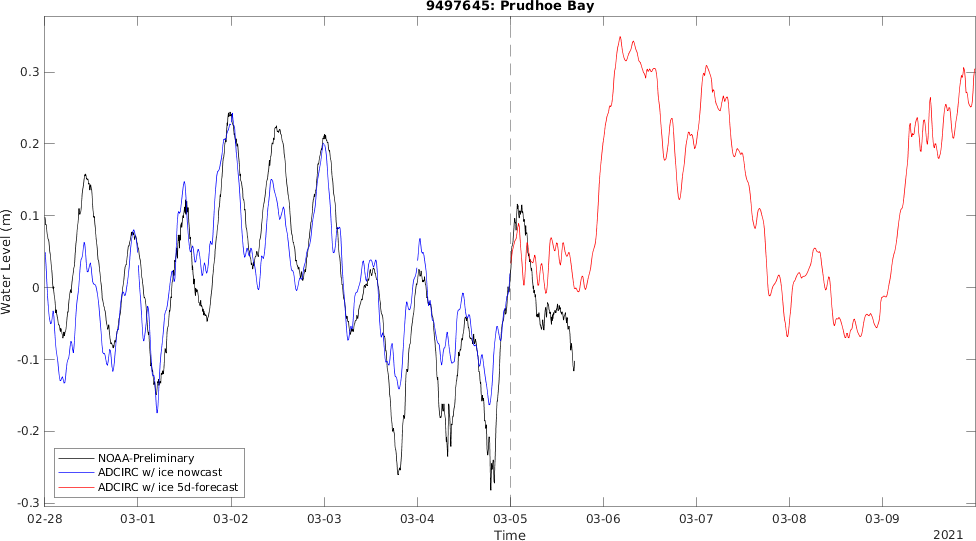 9497645: Prudhoe Bay
Water Level (m)
0.3
0.2
0.1
0
-0.1
-0.2
-0.3
NOAA-Preliminary
ADCIRC w/ ice nowcast
ADCIRC w/ ice 5d-forecast
02-28 03-01 03-02 03-03 03-04 03-05 03-06 03-07 03-08 03-09
Time
2021